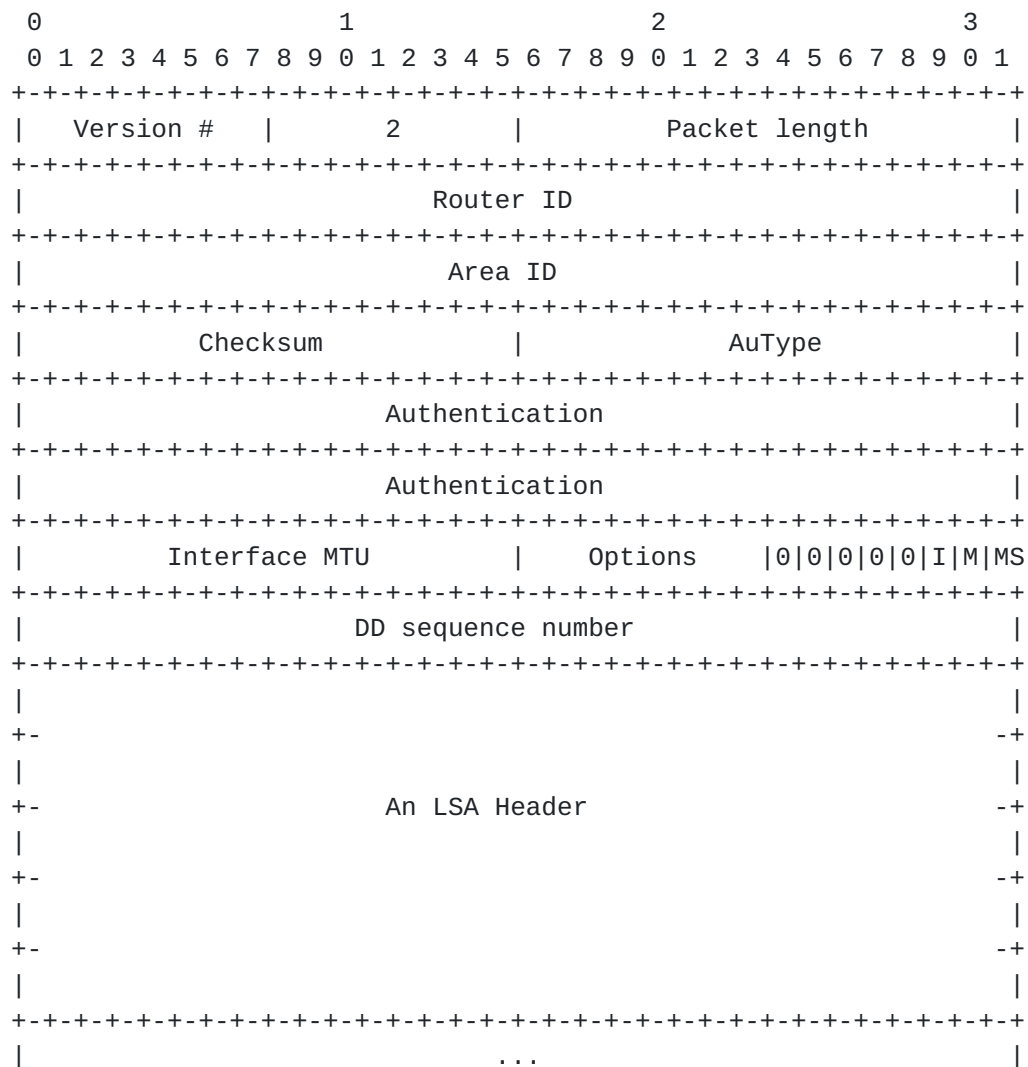 0                   1                   2                   3
 0 1 2 3 4 5 6 7 8 9 0 1 2 3 4 5 6 7 8 9 0 1 2 3 4 5 6 7 8 9 0 1
+-+-+-+-+-+-+-+-+-+-+-+-+-+-+-+-+-+-+-+-+-+-+-+-+-+-+-+-+-+-+-+-+
|   Version #   |       2       |         Packet length         |
+-+-+-+-+-+-+-+-+-+-+-+-+-+-+-+-+-+-+-+-+-+-+-+-+-+-+-+-+-+-+-+-+
|                          Router ID                            |
+-+-+-+-+-+-+-+-+-+-+-+-+-+-+-+-+-+-+-+-+-+-+-+-+-+-+-+-+-+-+-+-+
|                           Area ID                             |
+-+-+-+-+-+-+-+-+-+-+-+-+-+-+-+-+-+-+-+-+-+-+-+-+-+-+-+-+-+-+-+-+
|           Checksum            |             AuType            |
+-+-+-+-+-+-+-+-+-+-+-+-+-+-+-+-+-+-+-+-+-+-+-+-+-+-+-+-+-+-+-+-+
|                       Authentication                          |
+-+-+-+-+-+-+-+-+-+-+-+-+-+-+-+-+-+-+-+-+-+-+-+-+-+-+-+-+-+-+-+-+
|                       Authentication                          |
+-+-+-+-+-+-+-+-+-+-+-+-+-+-+-+-+-+-+-+-+-+-+-+-+-+-+-+-+-+-+-+-+
|         Interface MTU         |    Options    |0|0|0|0|0|I|M|MS
+-+-+-+-+-+-+-+-+-+-+-+-+-+-+-+-+-+-+-+-+-+-+-+-+-+-+-+-+-+-+-+-+
|                     DD sequence number                        |
+-+-+-+-+-+-+-+-+-+-+-+-+-+-+-+-+-+-+-+-+-+-+-+-+-+-+-+-+-+-+-+-+
|                                                               |
+-                                                             -+
|                                                               |
+-                      An LSA Header                          -+
|                                                               |
+-                                                             -+
|                                                               |
+-                                                             -+
|                                                               |
+-+-+-+-+-+-+-+-+-+-+-+-+-+-+-+-+-+-+-+-+-+-+-+-+-+-+-+-+-+-+-+-+
|                              ...                              |